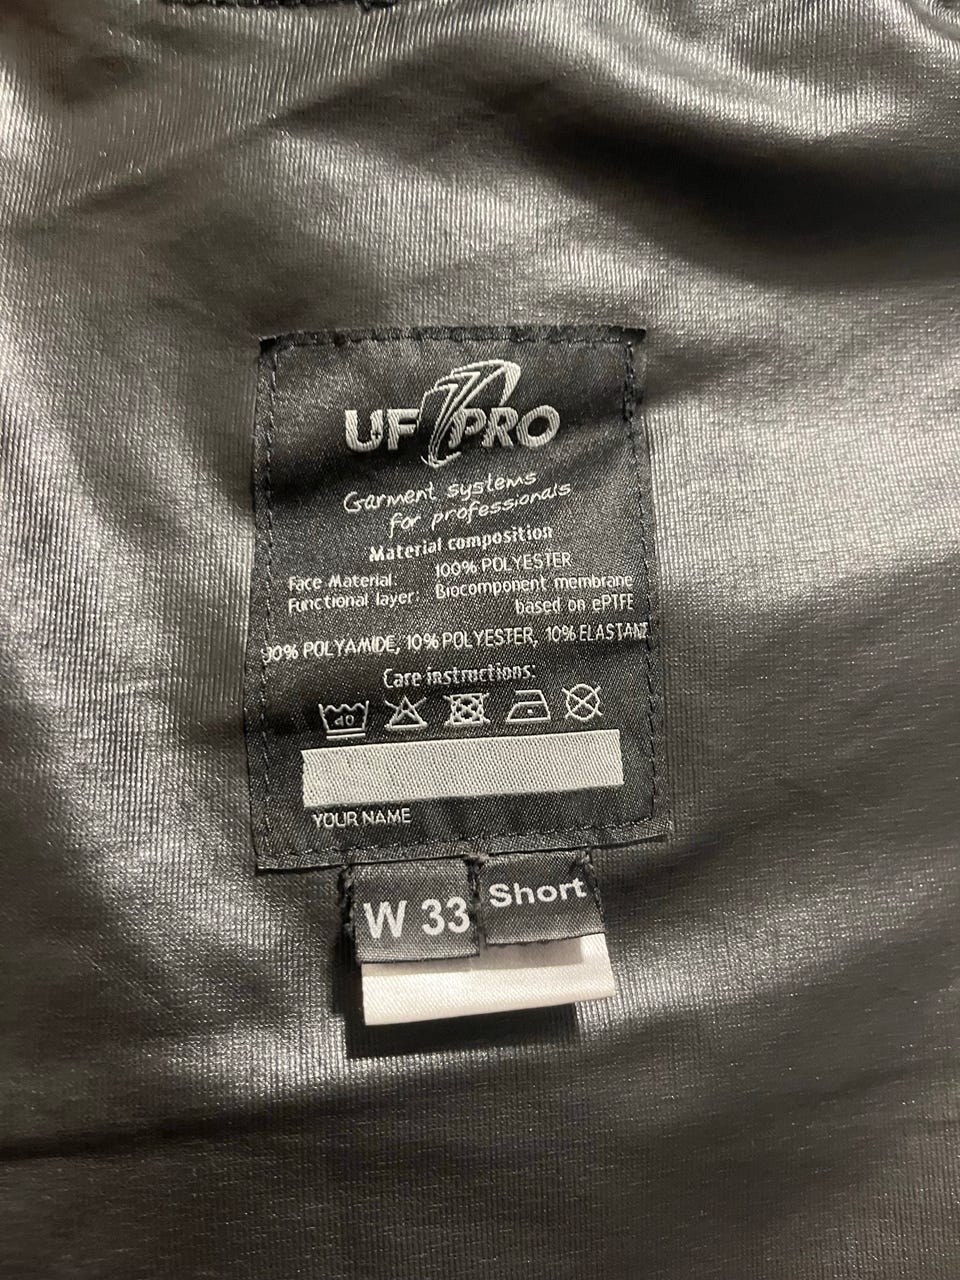 UF PRO
Garment systems
for professionals
Material composition
Face Material: 100% POLYESTER
Functional layer: Biocomponent membrane
based on ePTFE
90% POLYAMIDE, 10% POLYESTER, 10% ELASTANE
Care instructions:
40
YOUR NAME
W 33 Short